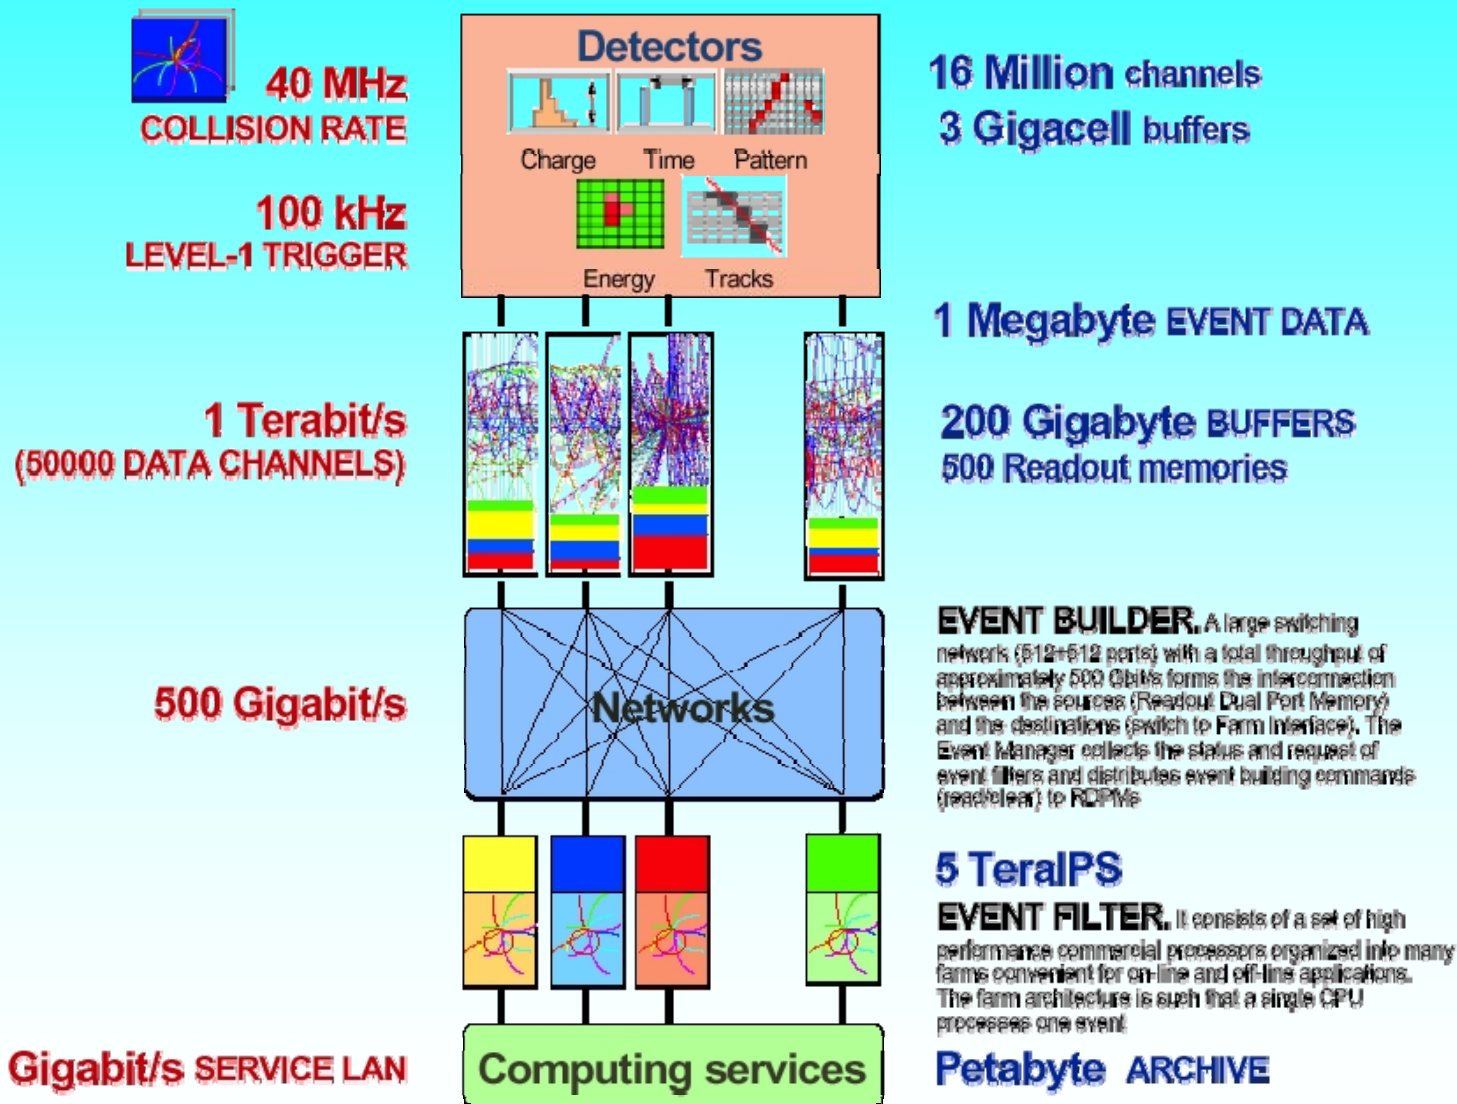 40 MHz
COLLISION RATE
100 kHz
LEVEL-1 TRIGGER
1 Terabit/s
(50000 DATA CHANNELS)
500 Gigabit/s
Gigabit/s SERVICE LAN
Detectors
Charge Time Pattern
Energy Tracks
Networks
Computing services
16 Million channels
3 Gigacell buffers
1 Megabyte EVENT DATA
200 Gigabyte BUFFERS
500 Readout memories
EVENT BUILDER. A large switching
network (512+512 ports) with a total throughput of
approximately 500 Gbit/s forms the interconnection
between the sources (Readout Dual Port Memory)
and the destinations (switch to Farm Interface). The
Event Manager collects the status and request of
event filters and distributes event building commands
(read/clear) to RDPMs
5 TeraIPS
EVENT FILTER. It consists of a set of high
performance commercial processors organized into many
farms convenient for on-line and off-line applications.
The farm architecture is such that a single CPU
processes one event
Petabyte ARCHIVE